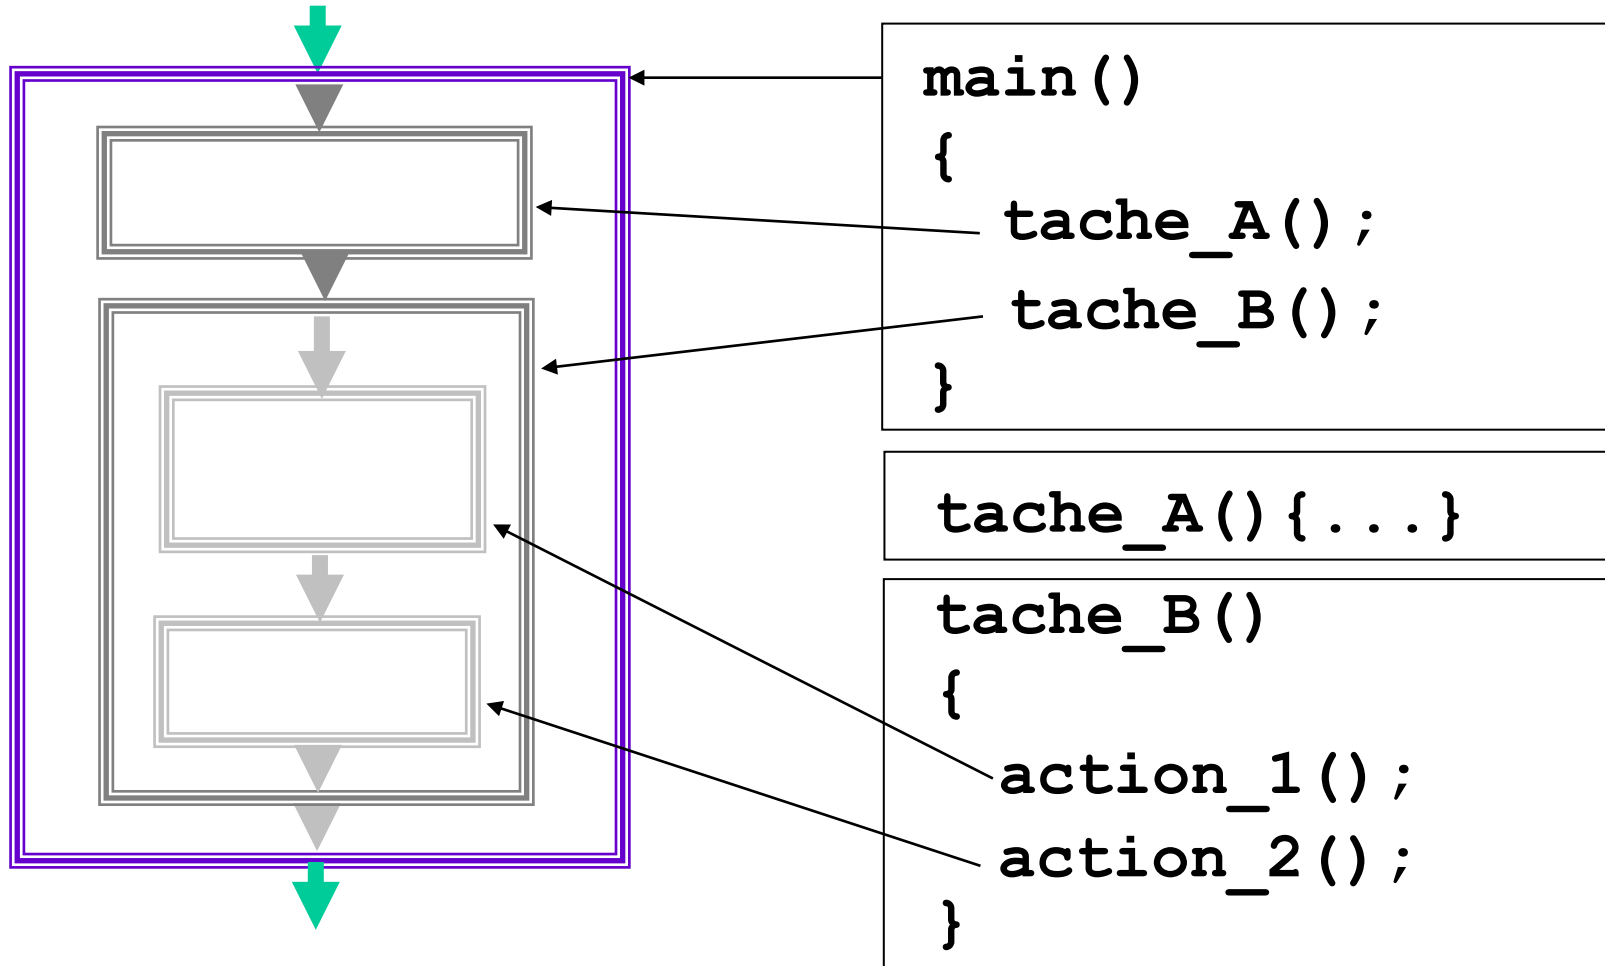 main()
{
tache_A();
tache_B();
}
tache_A(){...}
tache_B()
{
action_1();
action_2();
}